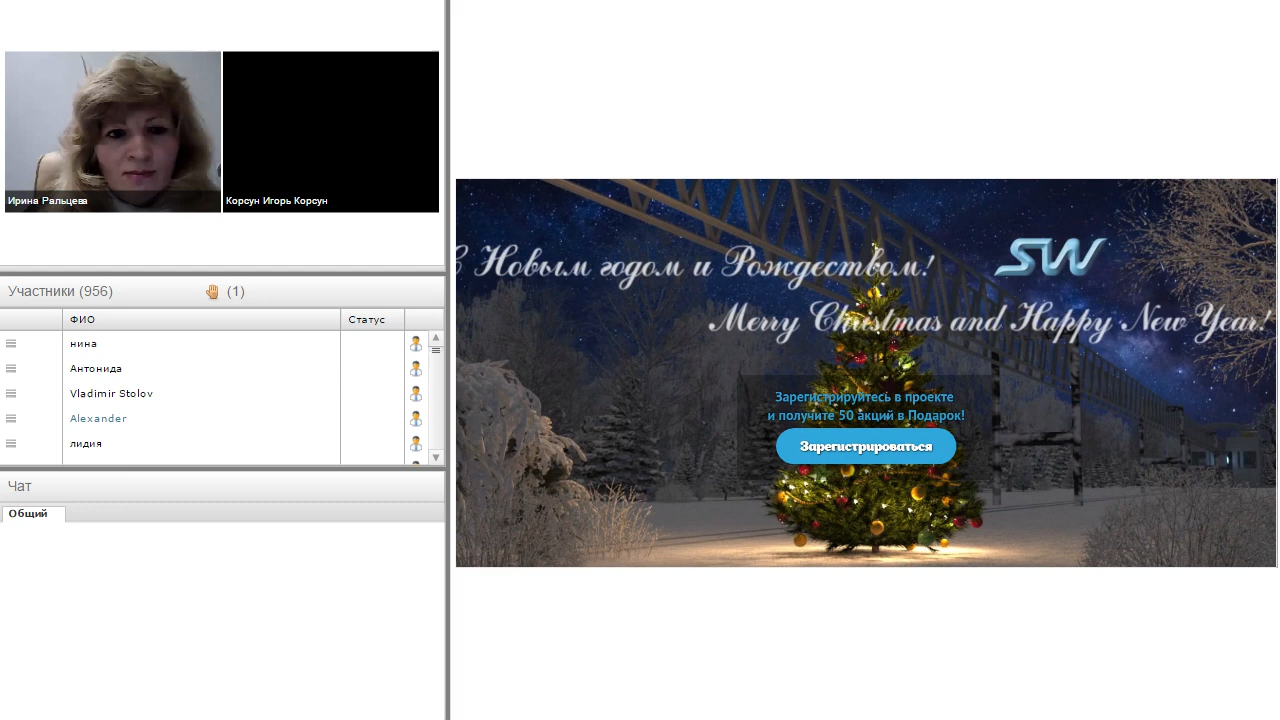 Ирина Ральцева
Корсун Игорь Корсун
Участники (956)
(1)
ФИО
Статус
нина
Антонида
Vladimir Stolov
Alexander
лидия
Чат
Общий
С Новым годом и Рождеством!
SW
Merry Christmas and Happy New Year!
Зарегистрируйтесь в проекте
и получите 50 акций в Подарок!
Зарегистрироваться